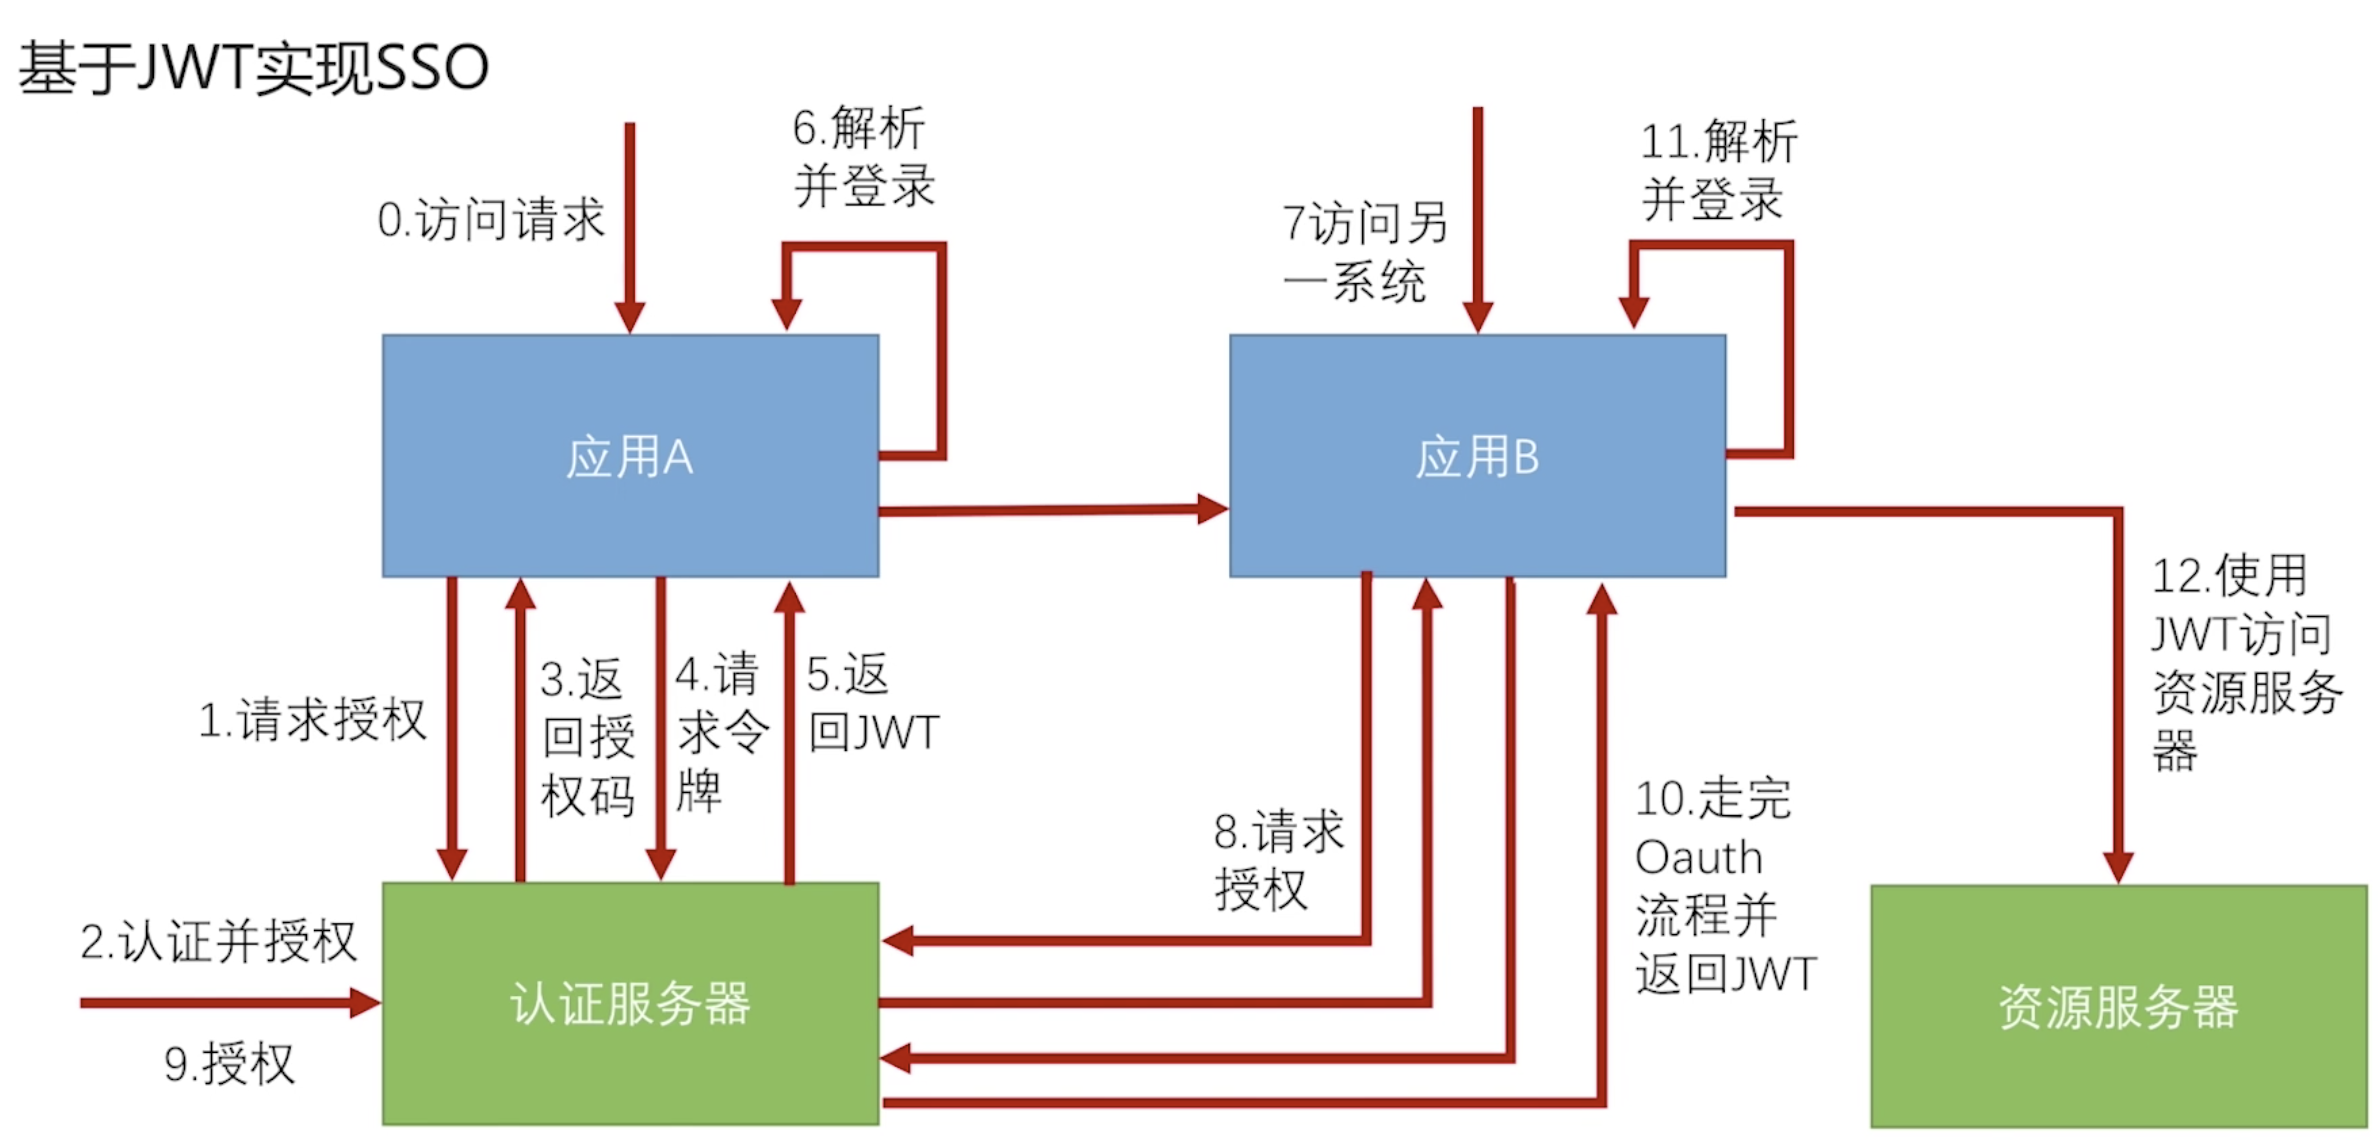 基于JWT实现SSO
0.访问请求
6.解析
并登录
7访问另
一系统
11.解析
并登录
应用A
应用B
1.请求授权
3.返
回授
权码
4.请
求令
牌
5.返
回JWT
8.请求
授权
10.走完
Oauth
流程并
返回JWT
12.使用
JWT访问
资源服务
器
2.认证并授权
9.授权
认证服务器
资源服务器